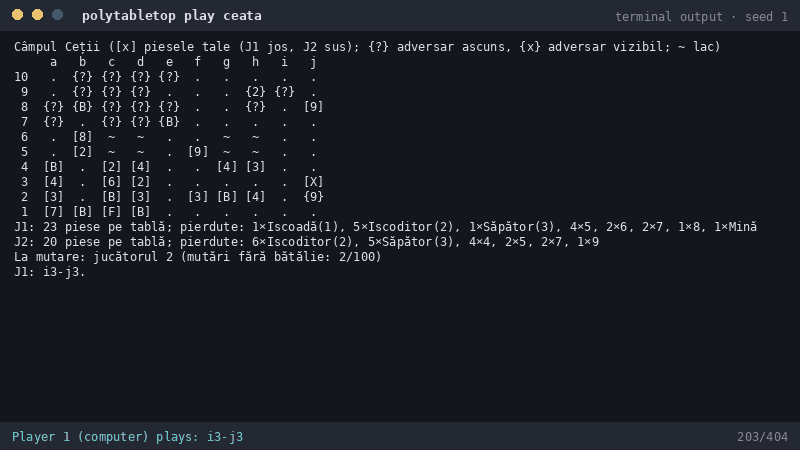 polytabletop play ceata
terminal output · seed 1
Câmpul Ceții ([x] piesele tale (J1 jos, J2 sus); {?} adversar ascuns, {x} adversar vizibil; ~ lac)
a b c d e f g h i j
10 . {?} {?} {?} {?} . . . . .
9 . {?} {?} {?} . . . {2} {?} .
8 {?} {B} {?} {?} {?} . . {?} . [9]
7 {?} . {?} {?} {B} . . . . .
6 . [8] ~ ~ . . ~ ~ . .
5 . [2] ~ ~ . [9] ~ ~ . .
4 [B] . [2] [4] . . [4] [3] . .
3 [4] . [6] [2] . . . . . [X]
2 [3] . [B] [3] . [3] [B] [4] . {9}
1 [7] [B] [F] [B] . . . . . .
J1: 23 piese pe tablă; pierdute: 1×Iscoadă(1), 5×Iscoditor(2), 1×Săpător(3), 4×5, 2×6, 2×7, 1×8, 1×Mină
J2: 20 piese pe tablă; pierdute: 6×Iscoditor(2), 5×Săpător(3), 4×4, 2×5, 2×7, 1×9
La mutare: jucătorul 2 (mutări fără bătălie: 2/100)
J1: i3-j3.
Player 1 (computer) plays: i3-j3
203/404